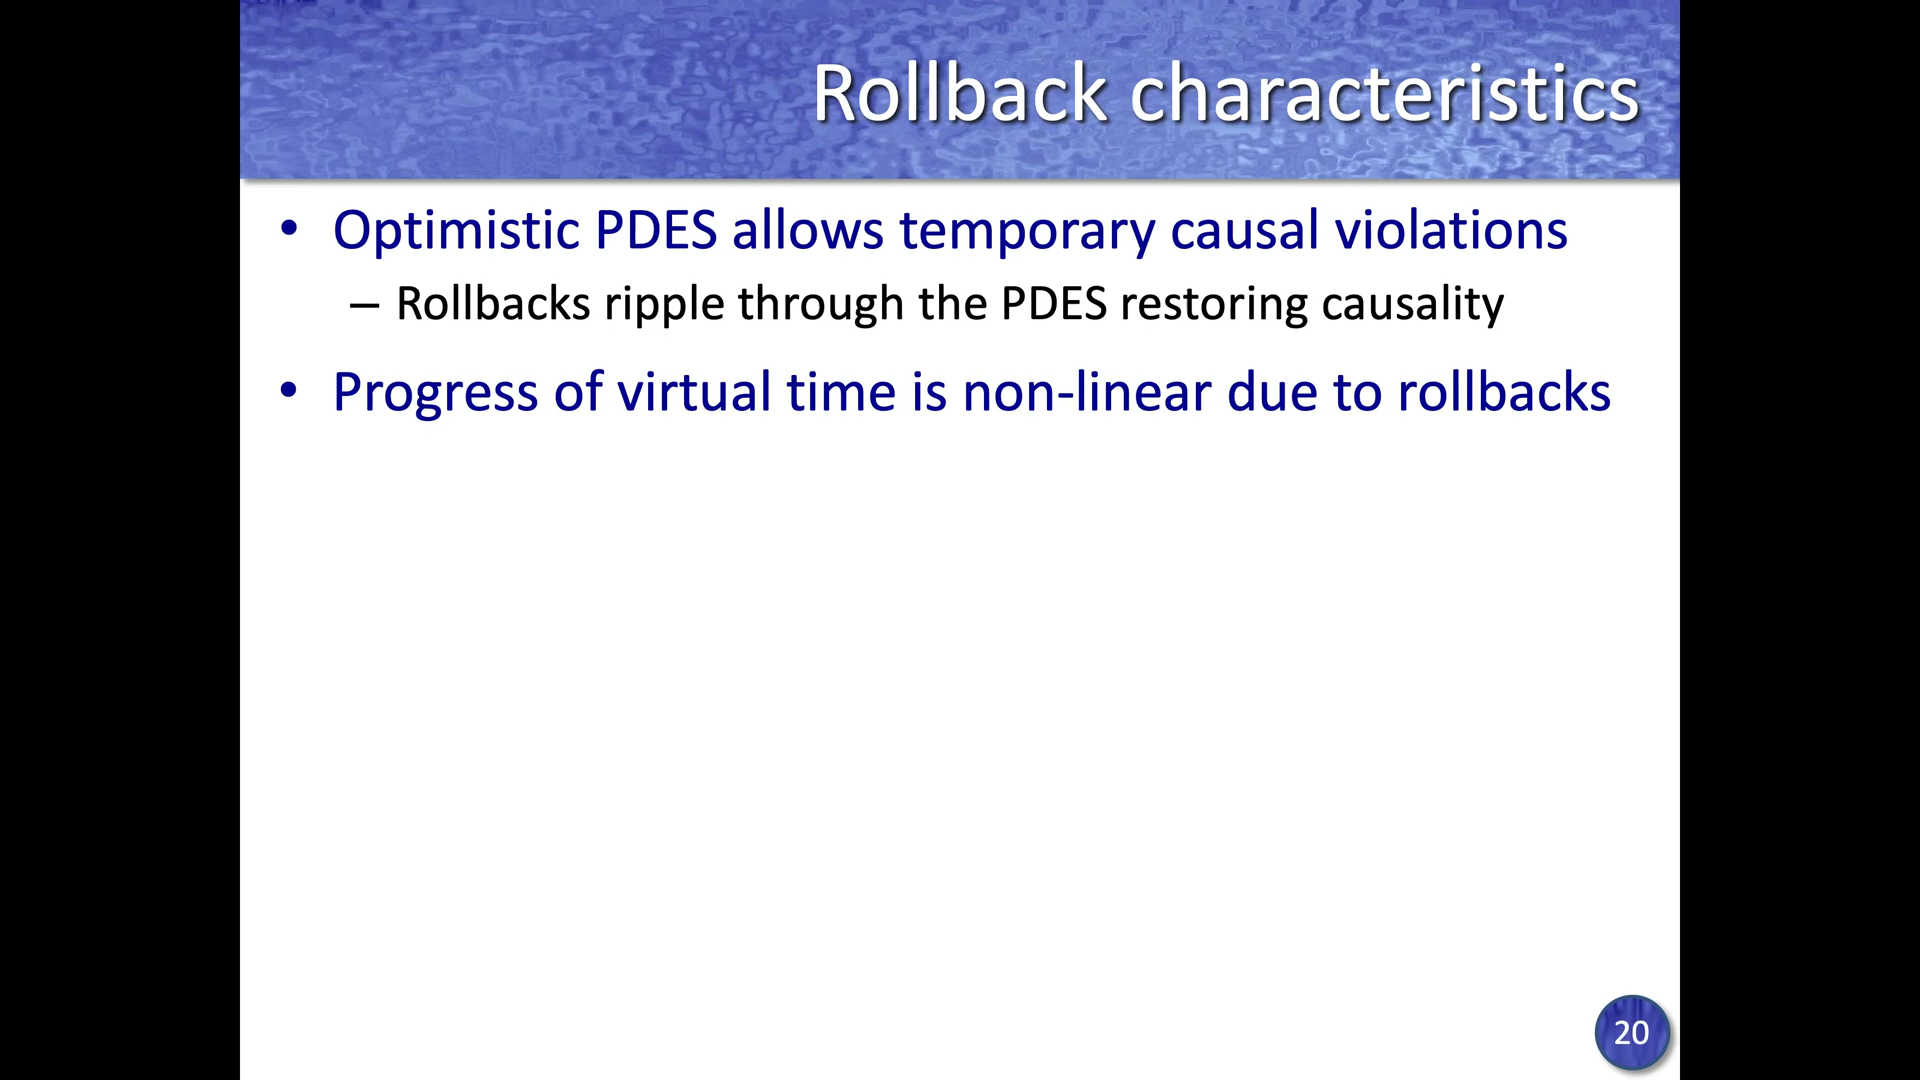 Rollback characteristics
• Optimistic PDES allows temporary causal violations
– Rollbacks ripple through the PDES restoring causality
• Progress of virtual time is non-linear due to rollbacks
20